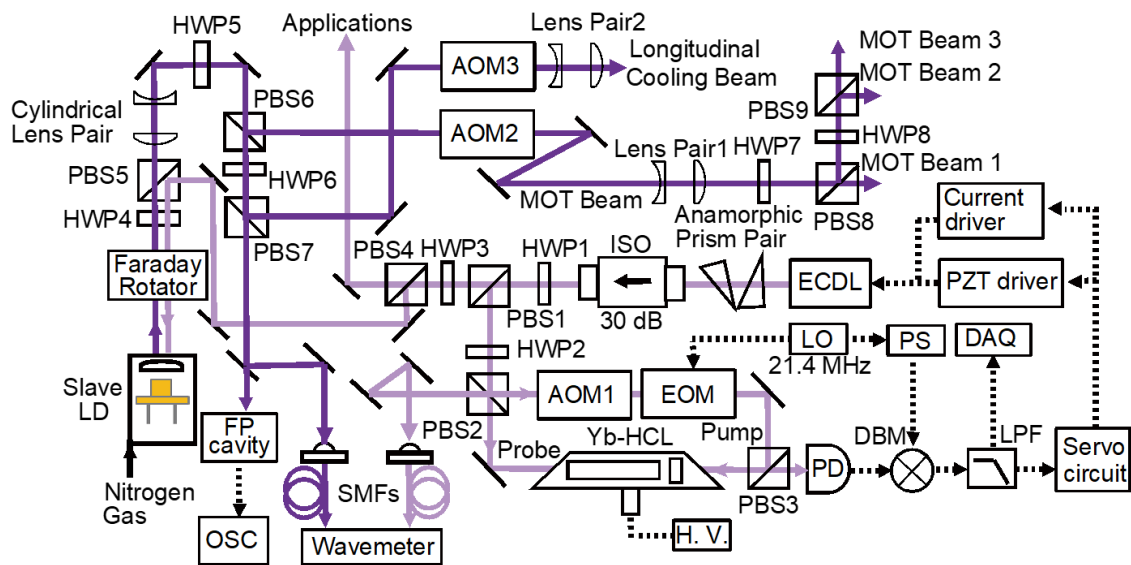 HWP5
Applications
Lens Pair2
AOM3
Longitudinal
Cooling Beam
MOT Beam 3
MOT Beam 2
PBS9
Cylindrical
Lens Pair
PBS6
AOM2
HWP8
Lens Pair1
HWP7
MOT Beam 1
PBS5
HWP6
MOT Beam
PBS8
Current
driver
HWP4
PBS7
Anamorphic
Prism Pair
PBS4
HWP3
HWP1
ISO
Faraday
Rotator
ECDL
PZT driver
PBS1
30 dB
HWP2
LO
21.4 MHz
PS
DAQ
Slave
LD
AOM1
EOM
FP
cavity
PBS2
Probe
Yb-HCL
Pump
PD
DBM
LPF
Servo
circuit
PBS3
Nitrogen
Gas
SMFs
OSC
Wavemeter
H. V.